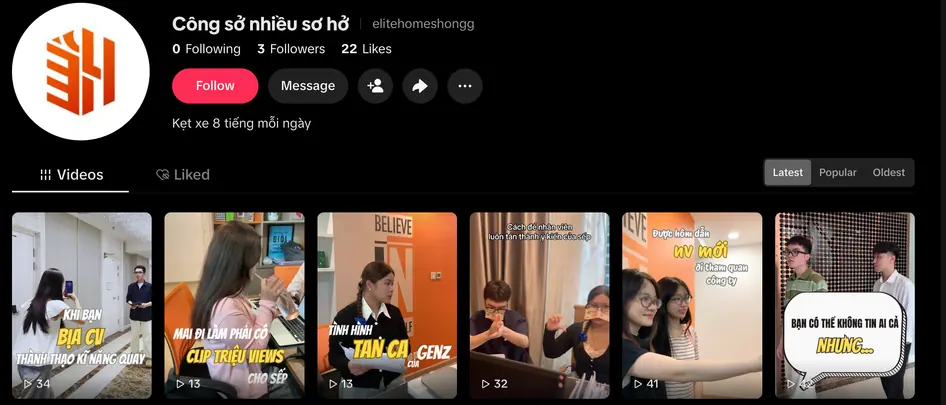 Công sở nhiều sơ hở
elitehomeshongg
0 Following 3 Followers 22 Likes
Follow
Message
Kẹt xe 8 tiếng mỗi ngày
Videos
Liked
Latest
Popular
Oldest
KHI BẠN
BỊA CV
THÀNH THẠO KĨ NĂNG QUAY
34
MAI ĐI LÀM PHẢI CÓ
CLIP TRIỆU VIEWS
CHO SẾP
13
BELIEVE
IN
TÌNH HÌNH
TAN CA
CỦA GENZ
13
Cách để nhân viên
luôn tán thành ý kiến của sếp
32
Được hôm dẫn
nv mới
đi tham quan
công ty
41
BẠN CÓ THỂ KHÔNG TIN AI CẢ
NHƯNG...